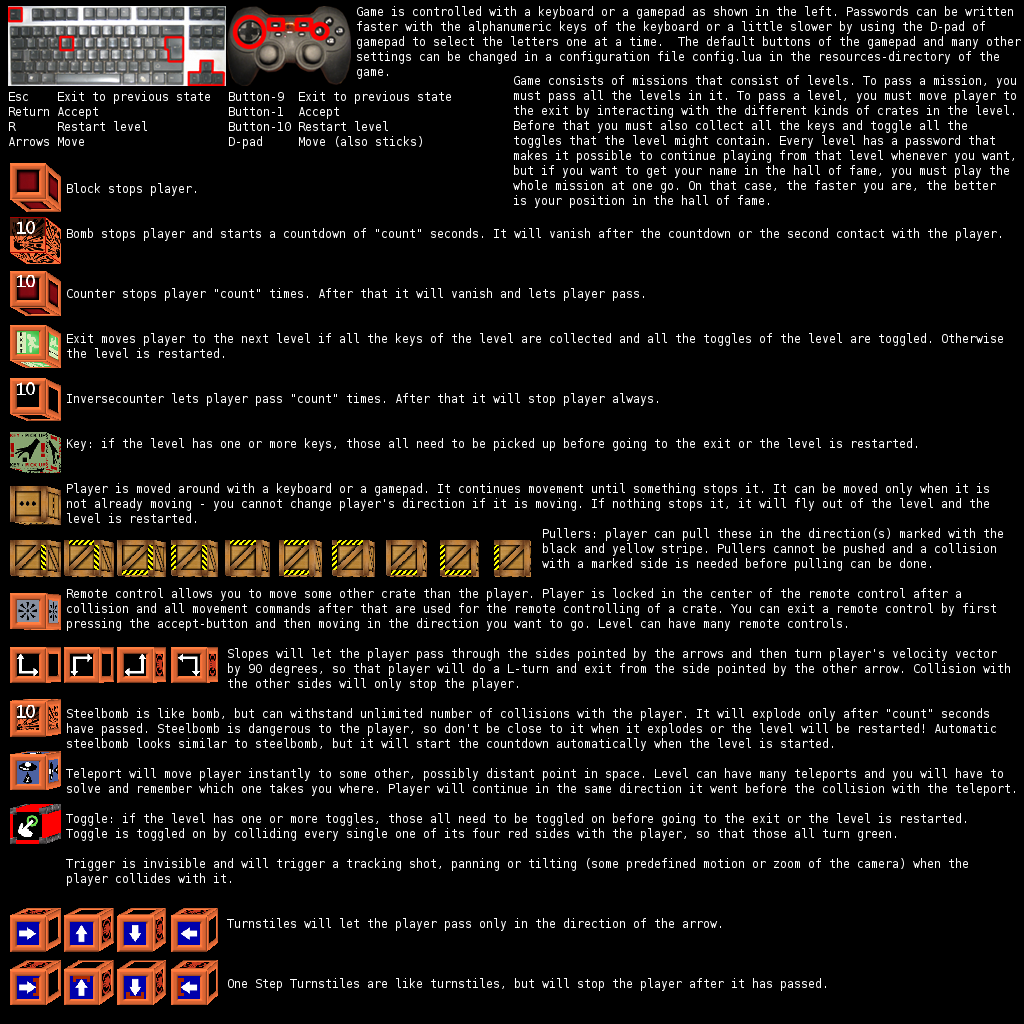 Game is controlled with a keyboard or a gamepad as shown in the left. Passwords can be written
faster with the alphanumeric keys of the keyboard or a little slower by using the D-pad of
gamepad to select the letters one at a time.  The default buttons of the gamepad and many other
settings can be changed in a configuration file config.lua in the resources-directory of the
game.
Esc Exit to previous state Button-9 Exit to previous state
Return Accept Button-1 Accept
R Restart level Button-10 Restart level
Arrows Move D-pad Move (also sticks)
Game consists of missions that consist of levels. To pass a mission, you
must pass all the levels in it. To pass a level, you must move player to
the exit by interacting with the different kinds of crates in the level.
Before that you must also collect all the keys and toggle all the
toggles that the level might contain. Every level has a password that
makes it possible to continue playing from that level whenever you want,
but if you want to get your name in the hall of fame, you must play the
whole mission at one go. On that case, the faster you are, the better
is your position in the hall of fame.
Block stops player.
10
Bomb stops player and starts a countdown of "count" seconds. It will vanish after the countdown or the second contact with the player.
10
Counter stops player "count" times. After that it will vanish and lets player pass.
Exit moves player to the next level if all the keys of the level are collected and all the toggles of the level are toggled. Otherwise
the level is restarted.
10
Inversecounter lets player pass "count" times. After that it will stop player always.
Key: if the level has one or more keys, those all need to be picked up before going to the exit or the level is restarted.
Player is moved around with a keyboard or a gamepad. It continues movement until something stops it. It can be moved only when it is
not already moving - you cannot change player's direction if it is moving. If nothing stops it, it will fly out of the level and the
level is restarted.
Pullers: player can pull these in the direction(s) marked with the
black and yellow stripe. Pullers cannot be pushed and a collision
with a marked side is needed before pulling can be done.
Remote control allows you to move some other crate than the player. Player is locked in the center of the remote control after a
collision and all movement commands after that are used for the remote controlling of a crate. You can exit a remote control by first
pressing the accept-button and then moving in the direction you want to go. Level can have many remote controls.
Slopes will let the player pass through the sides pointed by the arrows and then turn player's velocity vector
by 90 degrees, so that player will do a L-turn and exit from the side pointed by the other arrow. Collision with
the other sides will only stop the player.
10
Steelbomb is like bomb, but can withstand unlimited number of collisions with the player. It will explode only after "count" seconds
have passed. Steelbomb is dangerous to the player, so don't be close to it when it explodes or the level will be restarted! Automatic
steelbomb looks similar to steelbomb, but it will start the countdown automatically when the level is started.
Teleport will move player instantly to some other, possibly distant point in space. Level can have many teleports and you will have to
solve and remember which one takes you where. Player will continue in the same direction it went before the collision with the teleport.
Toggle: if the level has one or more toggles, those all need to be toggled on before going to the exit or the level is restarted.
Toggle is toggled on by colliding every single one of its four red sides with the player, so that those all turn green.
Trigger is invisible and will trigger a tracking shot, panning or tilting (some predefined motion or zoom of the camera) when the
player collides with it.
Turnstiles will let the player pass only in the direction of the arrow.
One Step Turnstiles are like turnstiles, but will stop the player after it has passed.